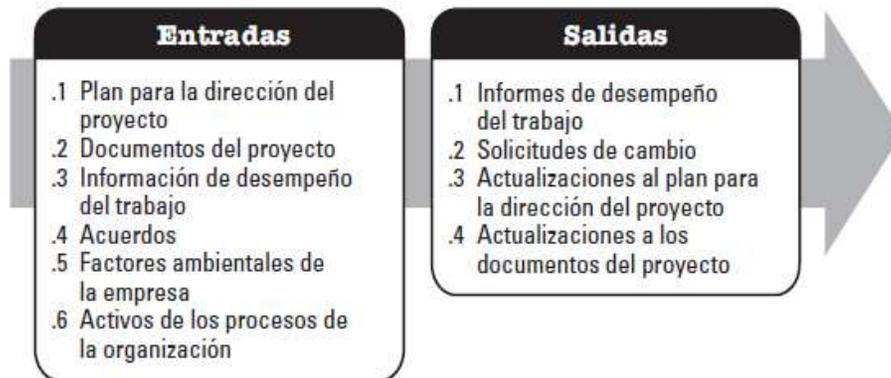 Entradas
.1 Plan para la dirección del
proyecto
.2 Documentos del proyecto
.3 Información de desempeño
del trabajo
.4 Acuerdos
.5 Factores ambientales de
la empresa
.6 Activos de los procesos de
la organización
Salidas
.1 Informes de desempeño
del trabajo
.2 Solicitudes de cambio
.3 Actualizaciones al plan para
la dirección del proyecto
.4 Actualizaciones a los
documentos del proyecto